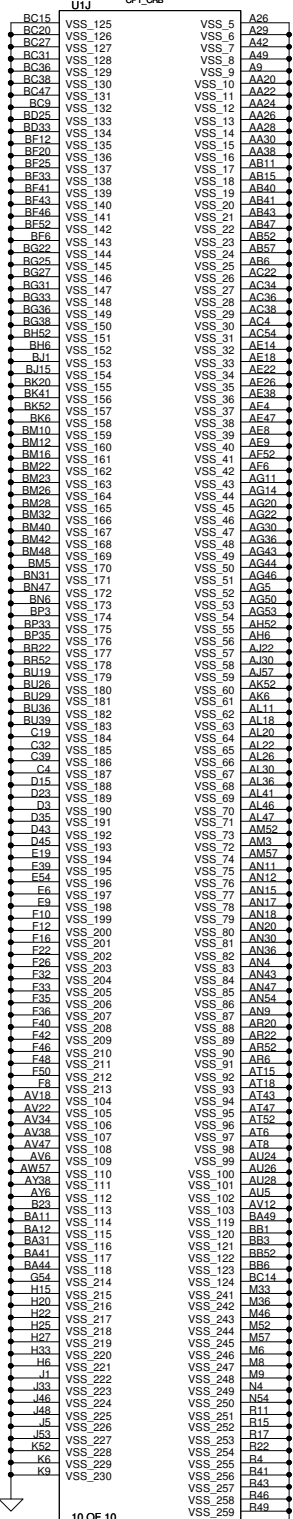 CPT_CRB
U1J
BC15 VSS_125
BC20 VSS_126
BC27 VSS_127
BC31 VSS_128
BC36 VSS_129
BC38 VSS_130
BC47 VSS_131
BC9 VSS_132
BD25 VSS_133
BD33 VSS_134
BF12 VSS_135
BF20 VSS_136
BF25 VSS_137
BF33 VSS_138
BF41 VSS_139
BF43 VSS_140
BF46 VSS_141
BF52 VSS_142
BF6 VSS_143
BG22 VSS_144
BG25 VSS_145
BG27 VSS_146
BG31 VSS_147
BG33 VSS_148
BG36 VSS_149
BG38 VSS_150
BH52 VSS_151
BH6 VSS_152
BJ1 VSS_153
BJ15 VSS_154
BK20 VSS_155
BK41 VSS_156
BK52 VSS_157
BK6 VSS_158
BM10 VSS_159
BM12 VSS_160
BM16 VSS_161
BM22 VSS_162
BM23 VSS_163
BM26 VSS_164
BM28 VSS_165
BM32 VSS_166
BM40 VSS_167
BM42 VSS_168
BM48 VSS_169
BM5 VSS_170
BN31 VSS_171
BN47 VSS_172
BN6 VSS_173
BP3 VSS_174
BP33 VSS_175
BP35 VSS_176
BR22 VSS_177
BR52 VSS_178
BU19 VSS_179
BU26 VSS_180
BU29 VSS_181
BU36 VSS_182
BU39 VSS_183
C19 VSS_184
C32 VSS_185
C39 VSS_186
C4 VSS_187
D15 VSS_188
D23 VSS_189
D3 VSS_190
D35 VSS_191
D43 VSS_192
D45 VSS_193
E19 VSS_194
E39 VSS_195
E54 VSS_196
E6 VSS_197
E9 VSS_198
F10 VSS_199
F12 VSS_200
F16 VSS_201
F22 VSS_202
F26 VSS_203
F32 VSS_204
F33 VSS_205
F35 VSS_206
F36 VSS_207
F40 VSS_208
F42 VSS_209
F46 VSS_210
F48 VSS_211
F50 VSS_212
F8 VSS_213
AV18 VSS_104
AV22 VSS_105
AV34 VSS_106
AV38 VSS_107
AV47 VSS_108
AV6 VSS_109
AW57 VSS_110
AY38 VSS_111
AY6 VSS_112
B23 VSS_113
BA11 VSS_114
BA12 VSS_115
BA31 VSS_116
BA41 VSS_117
BA44 VSS_118
G54 VSS_214
H15 VSS_215
H20 VSS_216
H22 VSS_217
H25 VSS_218
H27 VSS_219
H33 VSS_220
H6 VSS_221
J1 VSS_222
J33 VSS_223
J46 VSS_224
J48 VSS_225
J5 VSS_226
J53 VSS_227
K52 VSS_228
K6 VSS_229
K9 VSS_230
VSS_5 A26
VSS_6 A29
VSS_7 A42
VSS_8 A49
VSS_9 A9
VSS_10 AA20
VSS_11 AA22
VSS_12 AA24
VSS_13 AA26
VSS_14 AA28
VSS_15 AA30
VSS_16 AA38
VSS_17 AB11
VSS_18 AB15
VSS_19 AB40
VSS_20 AB41
VSS_21 AB43
VSS_22 AB47
VSS_23 AB52
VSS_24 AB57
VSS_25 AB6
VSS_26 AC22
VSS_27 AC34
VSS_28 AC36
VSS_29 AC38
VSS_30 AC4
VSS_31 AC54
VSS_32 AE14
VSS_33 AE18
VSS_34 AE22
VSS_35 AE26
VSS_36 AE38
VSS_37 AE4
VSS_38 AE47
VSS_39 AE8
VSS_40 AE9
VSS_41 AF52
VSS_42 AF6
VSS_43 AG11
VSS_44 AG14
VSS_45 AG20
VSS_46 AG22
VSS_47 AG30
VSS_48 AG36
VSS_49 AG43
VSS_50 AG44
VSS_51 AG46
VSS_52 AG5
VSS_53 AG50
VSS_54 AG53
VSS_55 AH52
VSS_56 AH6
VSS_57 AJ22
VSS_58 AJ30
VSS_59 AJ57
VSS_60 AK52
VSS_61 AK6
VSS_62 AL11
VSS_63 AL18
VSS_64 AL20
VSS_65 AL22
VSS_66 AL26
VSS_67 AL30
VSS_68 AL36
VSS_69 AL41
VSS_70 AL46
VSS_71 AL47
VSS_73 AM52
VSS_72 AM3
VSS_74 AM57
VSS_75 AN11
VSS_76 AN12
VSS_77 AN15
VSS_78 AN17
VSS_79 AN18
VSS_80 AN20
VSS_81 AN30
VSS_82 AN36
VSS_83 AN4
VSS_84 AN43
VSS_85 AN47
VSS_86 AN54
VSS_87 AN9
VSS_88 AR20
VSS_89 AR22
VSS_90 AR52
VSS_91 AR6
VSS_92 AT15
VSS_93 AT18
VSS_94 AT43
VSS_95 AT47
VSS_96 AT52
VSS_97 AT6
VSS_98 AT8
VSS_99 AU24
VSS_100 AU26
VSS_101 AU28
VSS_102 AU5
VSS_103 AV12
VSS_119 BA49
VSS_120 BB1
VSS_121 BB3
VSS_122 BB52
VSS_123 BB6
VSS_124 BC14
VSS_241 M33
VSS_242 M36
VSS_243 M46
VSS_244 M52
VSS_245 M57
VSS_246 M6
VSS_247 M8
VSS_248 M9
VSS_249 N4
VSS_250 N54
VSS_251 R11
VSS_252 R15
VSS_253 R17
VSS_254 R22
VSS_255 R4
VSS_256 R41
VSS_257 R43
VSS_258 R46
VSS_259 R49
10 OF 10